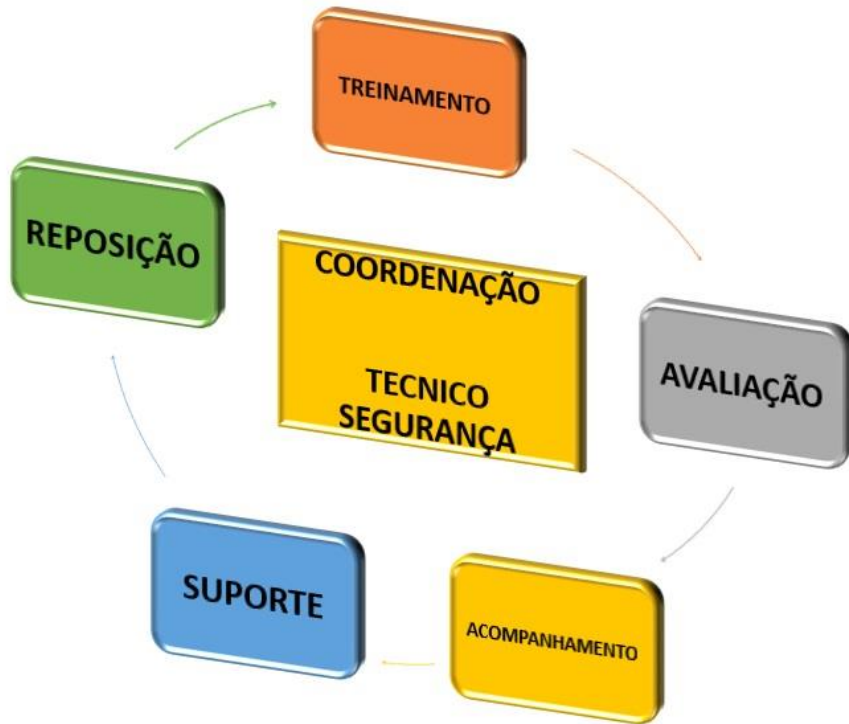 TREINAMENTO
REPOSIÇÃO
COORDENAÇÃO
TECNICO
SEGURANÇA
AVALIAÇÃO
SUPORTE
ACOMPANHAMENTO